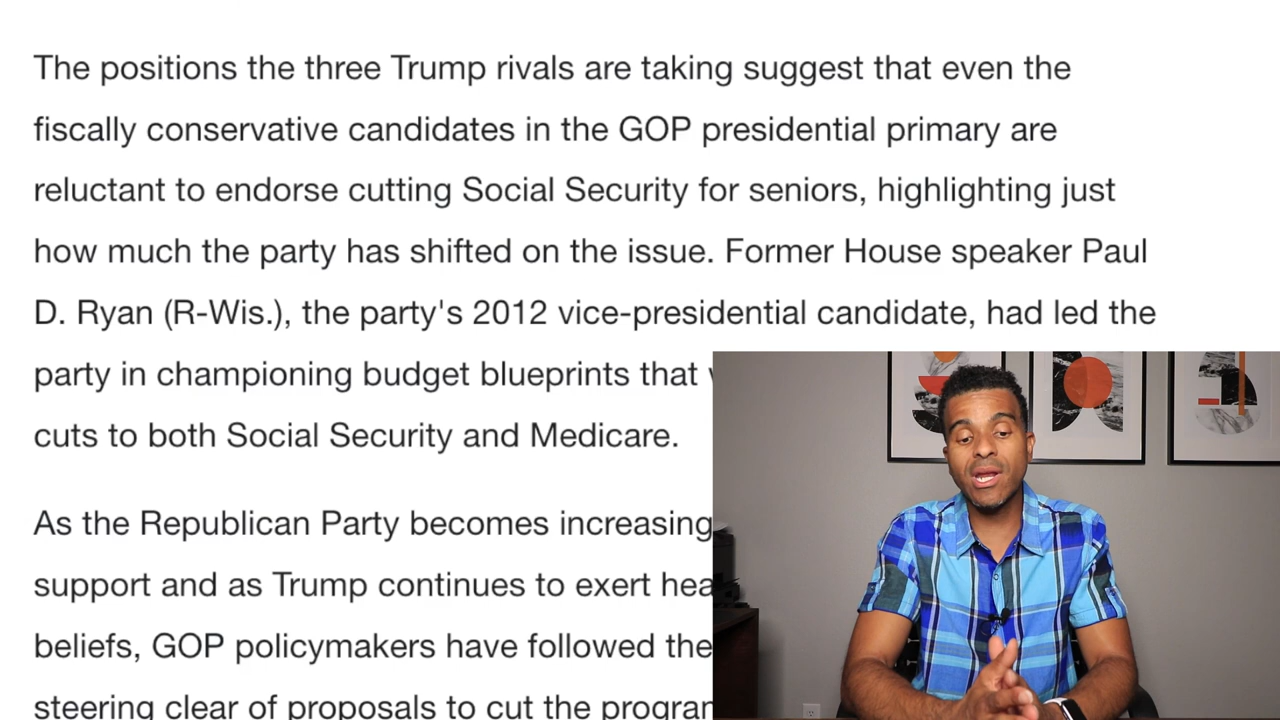 The positions the three Trump rivals are taking suggest that even the
fiscally conservative candidates in the GOP presidential primary are
reluctant to endorse cutting Social Security for seniors, highlighting just
how much the party has shifted on the issue. Former House speaker Paul
D. Ryan (R-Wis.), the party's 2012 vice-presidential candidate, had led the
party in championing budget blueprints that
cuts to both Social Security and Medicare.
As the Republican Party becomes increasing
support and as Trump continues to exert hea
beliefs, GOP policymakers have followed the
steering clear of proposals to cut the progran